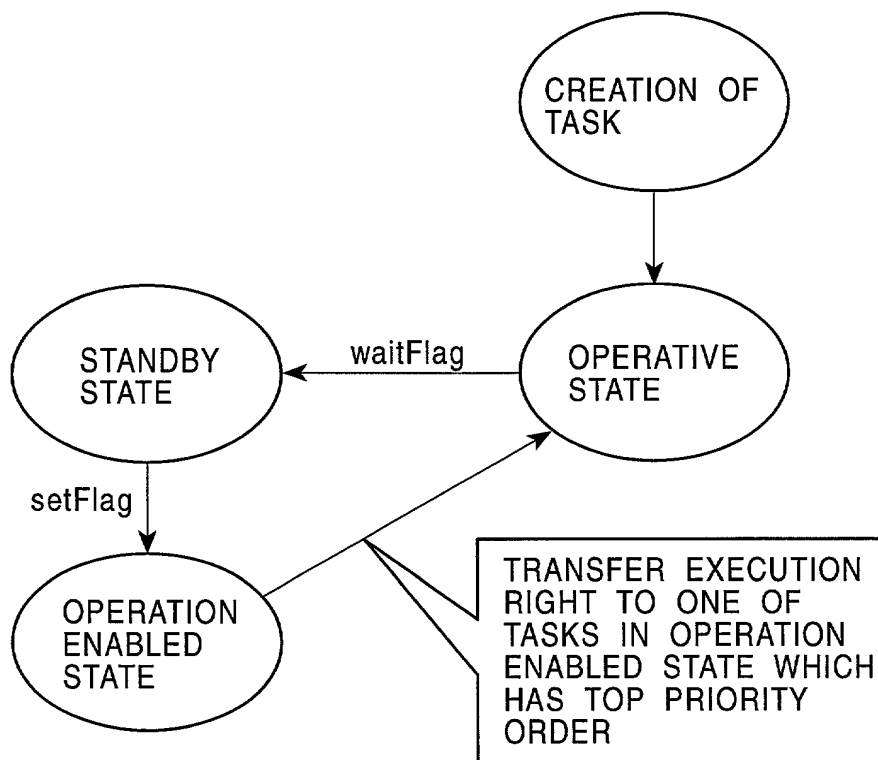 CREATION OF
TASK
STANDBY
STATE
waitFlag
OPERATIVE
STATE
setFlag
OPERATION
ENABLED
STATE
TRANSFER EXECUTION
RIGHT TO ONE OF
TASKS IN OPERATION
ENABLED STATE WHICH
HAS TOP PRIORITY
ORDER